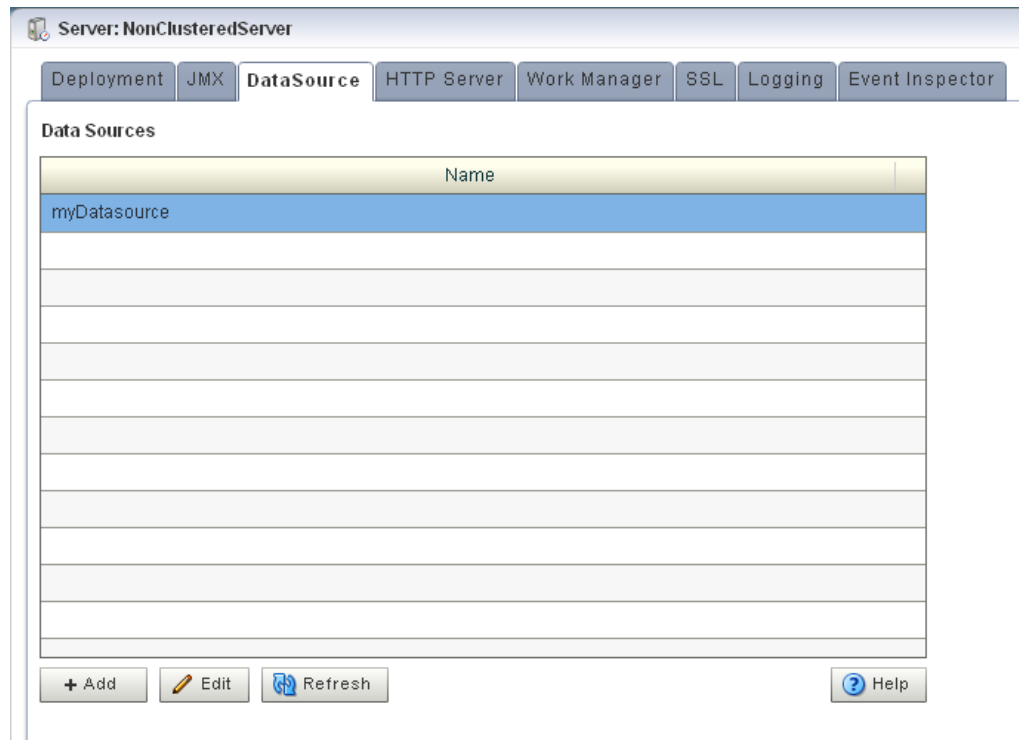 Server: NonClusteredServer
Deployment JMX DataSource HTTP Server Work Manager SSL Logging Event Inspector
Data Sources
Name
myDatasource
+ Add Edit Refresh ? Help